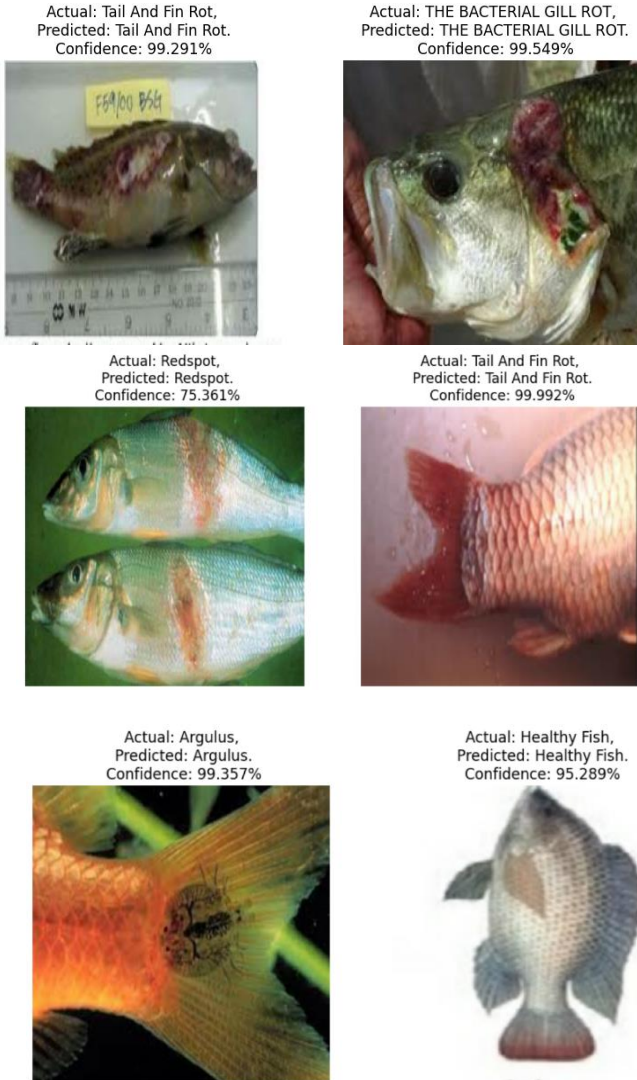 Actual: Tail And Fin Rot,
Predicted: Tail And Fin Rot.
Confidence: 99.291%
Actual: THE BACTERIAL GILL ROT,
Predicted: THE BACTERIAL GILL ROT.
Confidence: 99.549%
F59/00 BSG
Actual: Redspot,
Predicted: Redspot.
Confidence: 75.361%
Actual: Tail And Fin Rot,
Predicted: Tail And Fin Rot.
Confidence: 99.992%
Actual: Argulus,
Predicted: Argulus.
Confidence: 99.357%
Actual: Healthy Fish,
Predicted: Healthy Fish.
Confidence: 95.289%